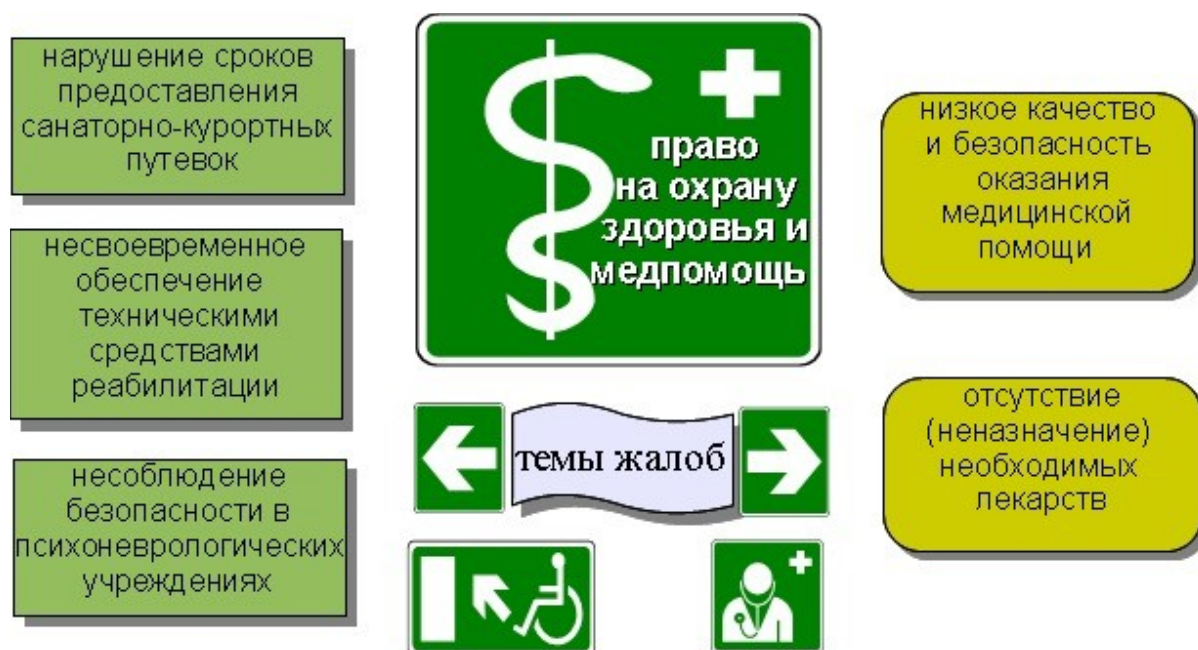 нарушение сроков
предоставления
санаторно-курортных
путевок
несвоевременное
обеспечение
техническими
средствами
реабилитации
несоблюдение
безопасности в
психоневрологических
учреждениях
право
на охрану
здоровья и
медпомощь
темы жалоб
низкое качество
и безопасность
оказания
медицинской
помощи
отсутствие
(неназначение)
необходимых
лекарств